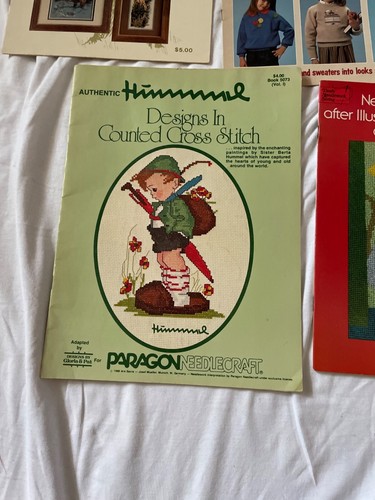 $5.00
and sweaters into looks
$4.00
Book 5073
(Vol. I)
AUTHENTIC Hummel
Designs In
Counted Cross Stitch
... inspired by the enchanting
paintings by Sister Berta
Hummel which have captured
the hearts of young and old
around the world.
Ne
after Illus
Hummel
Adapted
by
Gloria & Pat
For PARAGON NEEDLECRAFT®